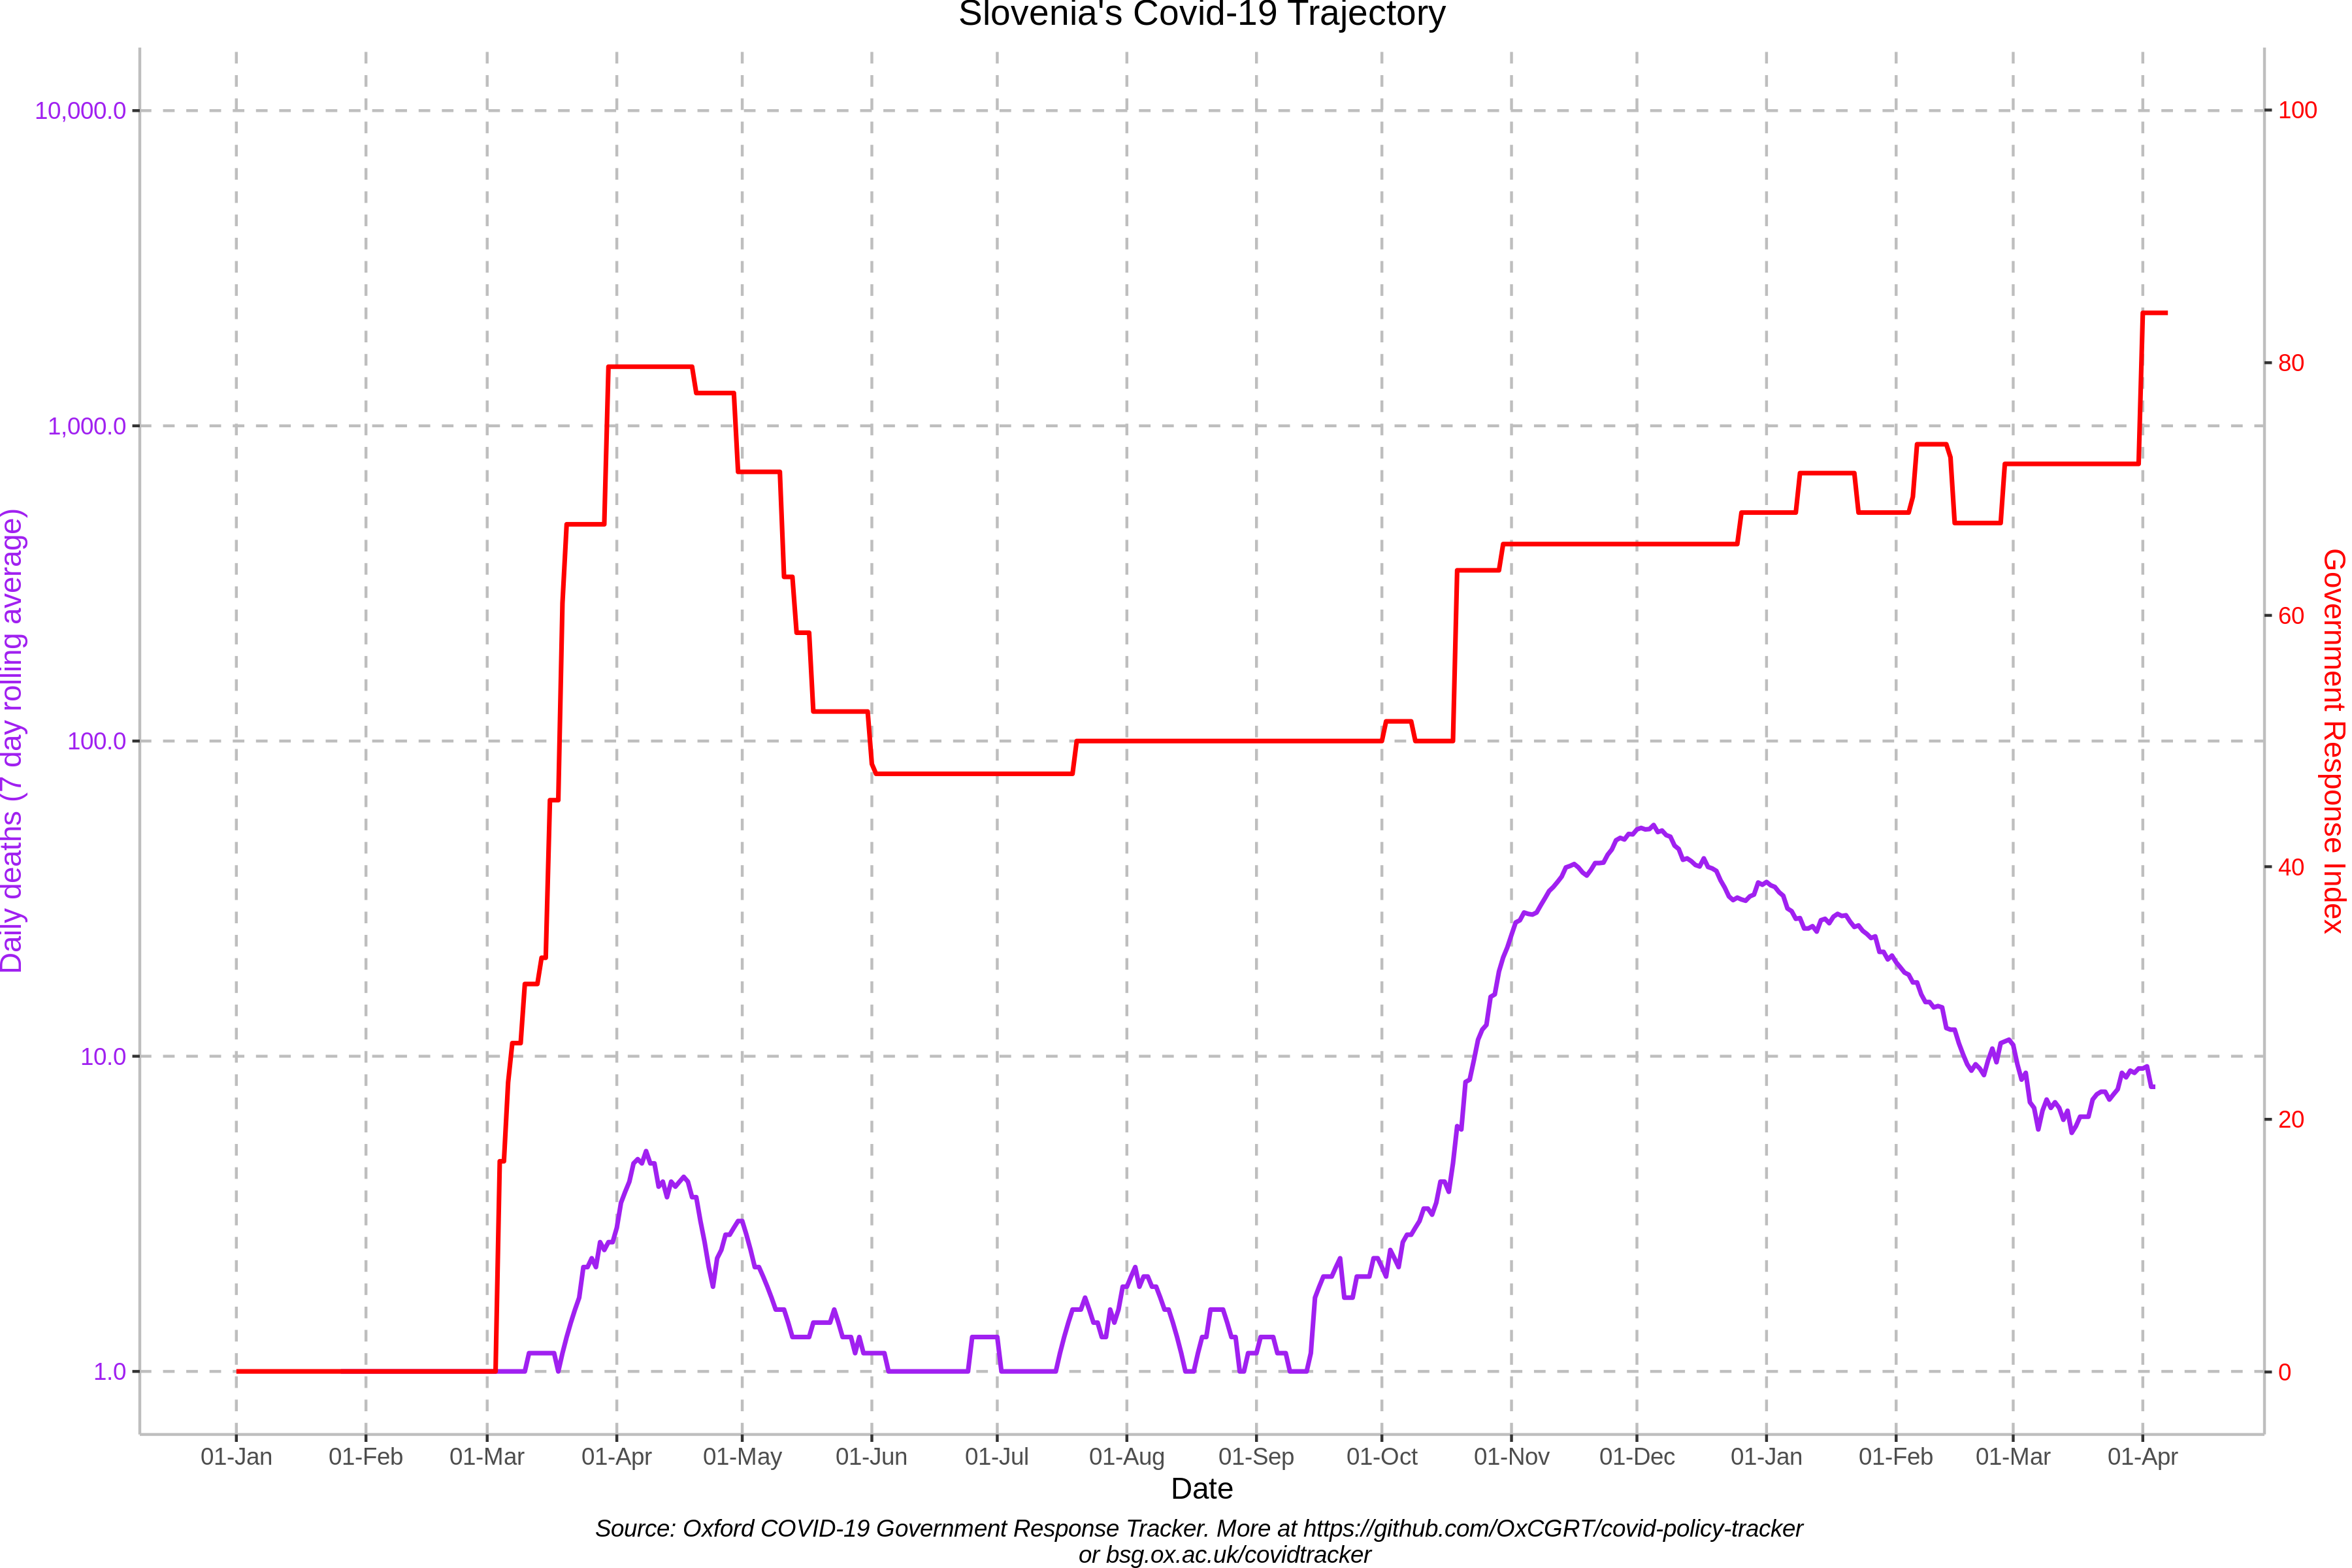 Slovenia's Covid-19 Trajectory
10,000.0
1,000.0
100.0
10.0
1.0
Daily deaths (7 day rolling average)
100
80
60
40
20
0
Government Response Index
01-Jan 01-Feb 01-Mar 01-Apr 01-May 01-Jun 01-Jul 01-Aug 01-Sep 01-Oct 01-Nov 01-Dec 01-Jan 01-Feb 01-Mar 01-Apr
Date
Source: Oxford COVID-19 Government Response Tracker. More at https://github.com/OxCGRT/covid-policy-tracker
or bsg.ox.ac.uk/covidtracker